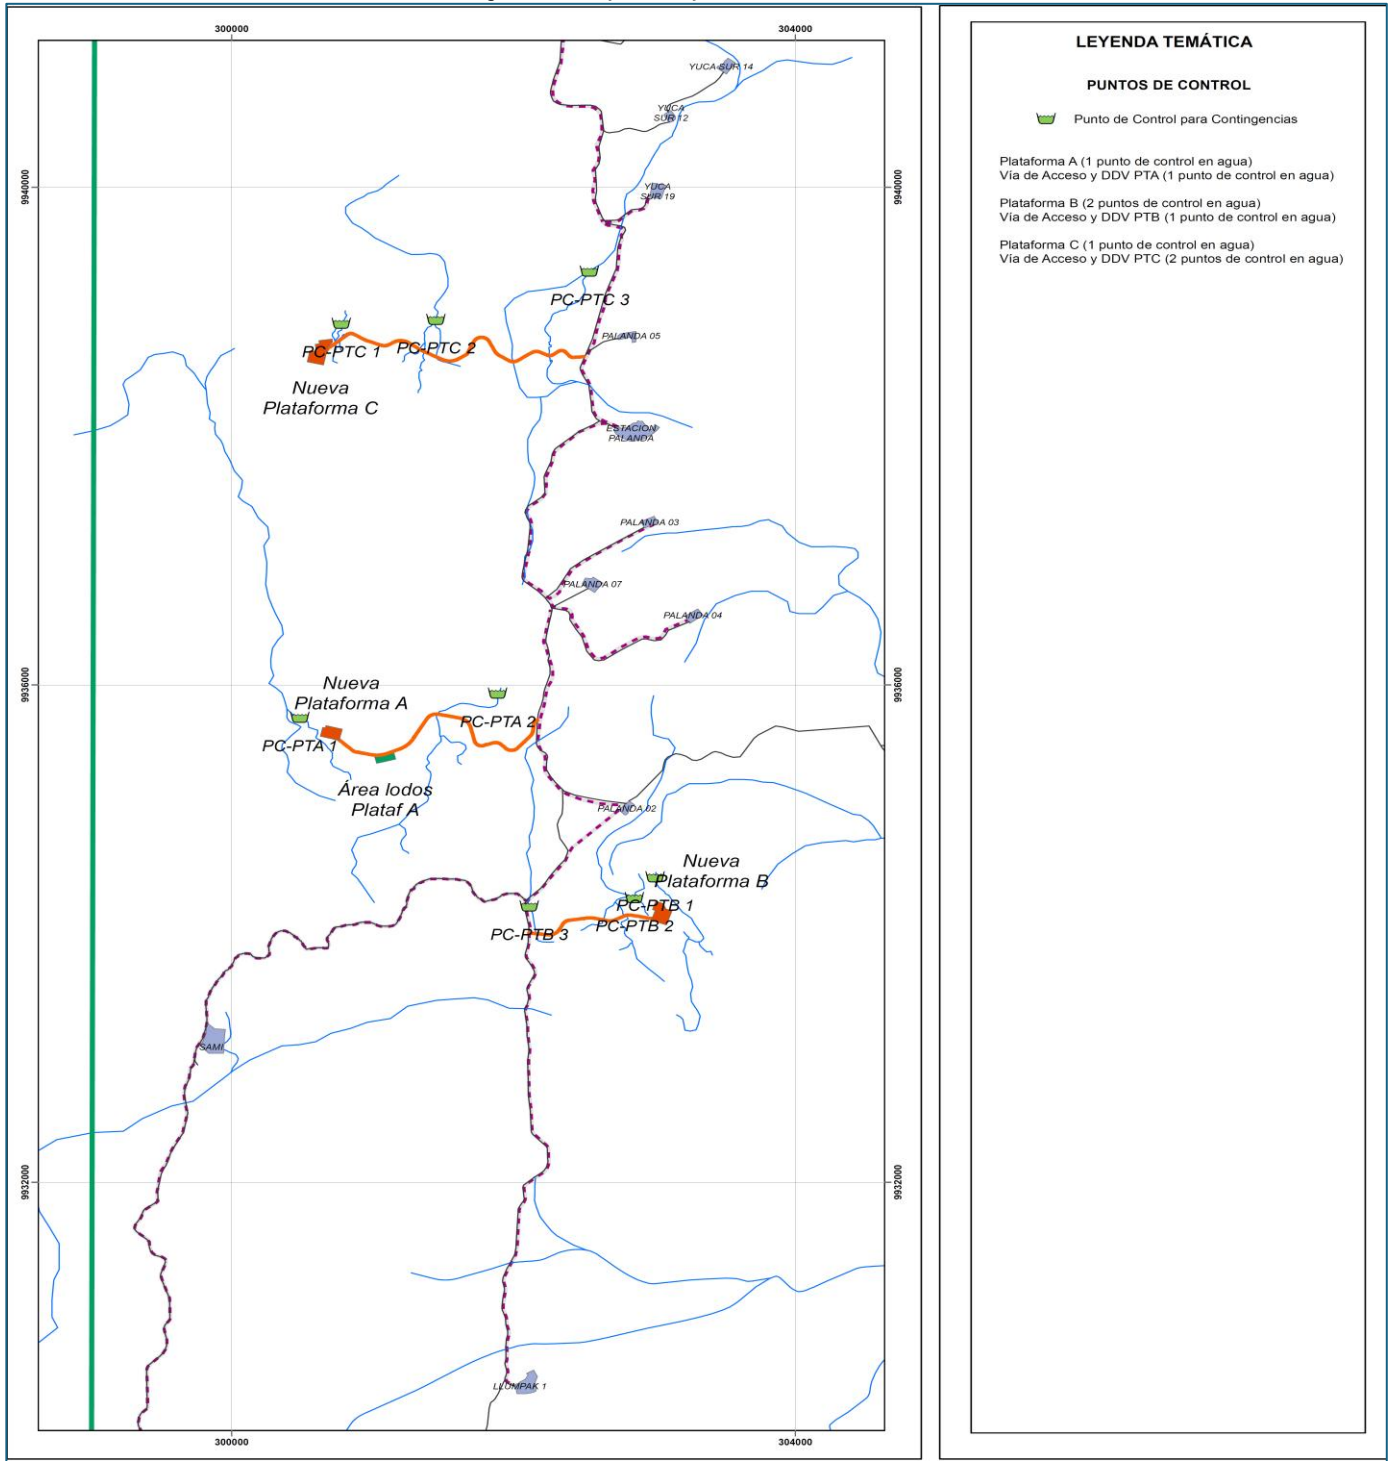 300000
304000
YUCA SUR 14
YUCA
SUR 12
9940000
9940000
YUCA
SUR 19
PC-PTC 3
PALANDA 05
PC-PTC 1
PC-PTC 2
Nueva
Plataforma C
ESTACION
PALANDA
PALANDA 03
PALANDA 07
PALANDA 04
9936000
9936000
Nueva
Plataforma A
PC-PTA 2
PC-PTA 1
Área lodos
Plataf A
PALANDA 02
Nueva
Plataforma B
PC-PTB 1
PC-PTB 2
PC-PTB 3
SAMI
9932000
9932000
LLUMPAK 1
300000
304000
LEYENDA TEMÁTICA
PUNTOS DE CONTROL
Punto de Control para Contingencias
Plataforma A (1 punto de control en agua)
Vía de Acceso y DDV PTA (1 punto de control en agua)
Plataforma B (2 puntos de control en agua)
Vía de Acceso y DDV PTB (1 punto de control en agua)
Plataforma C (1 punto de control en agua)
Vía de Acceso y DDV PTC (2 puntos de control en agua)